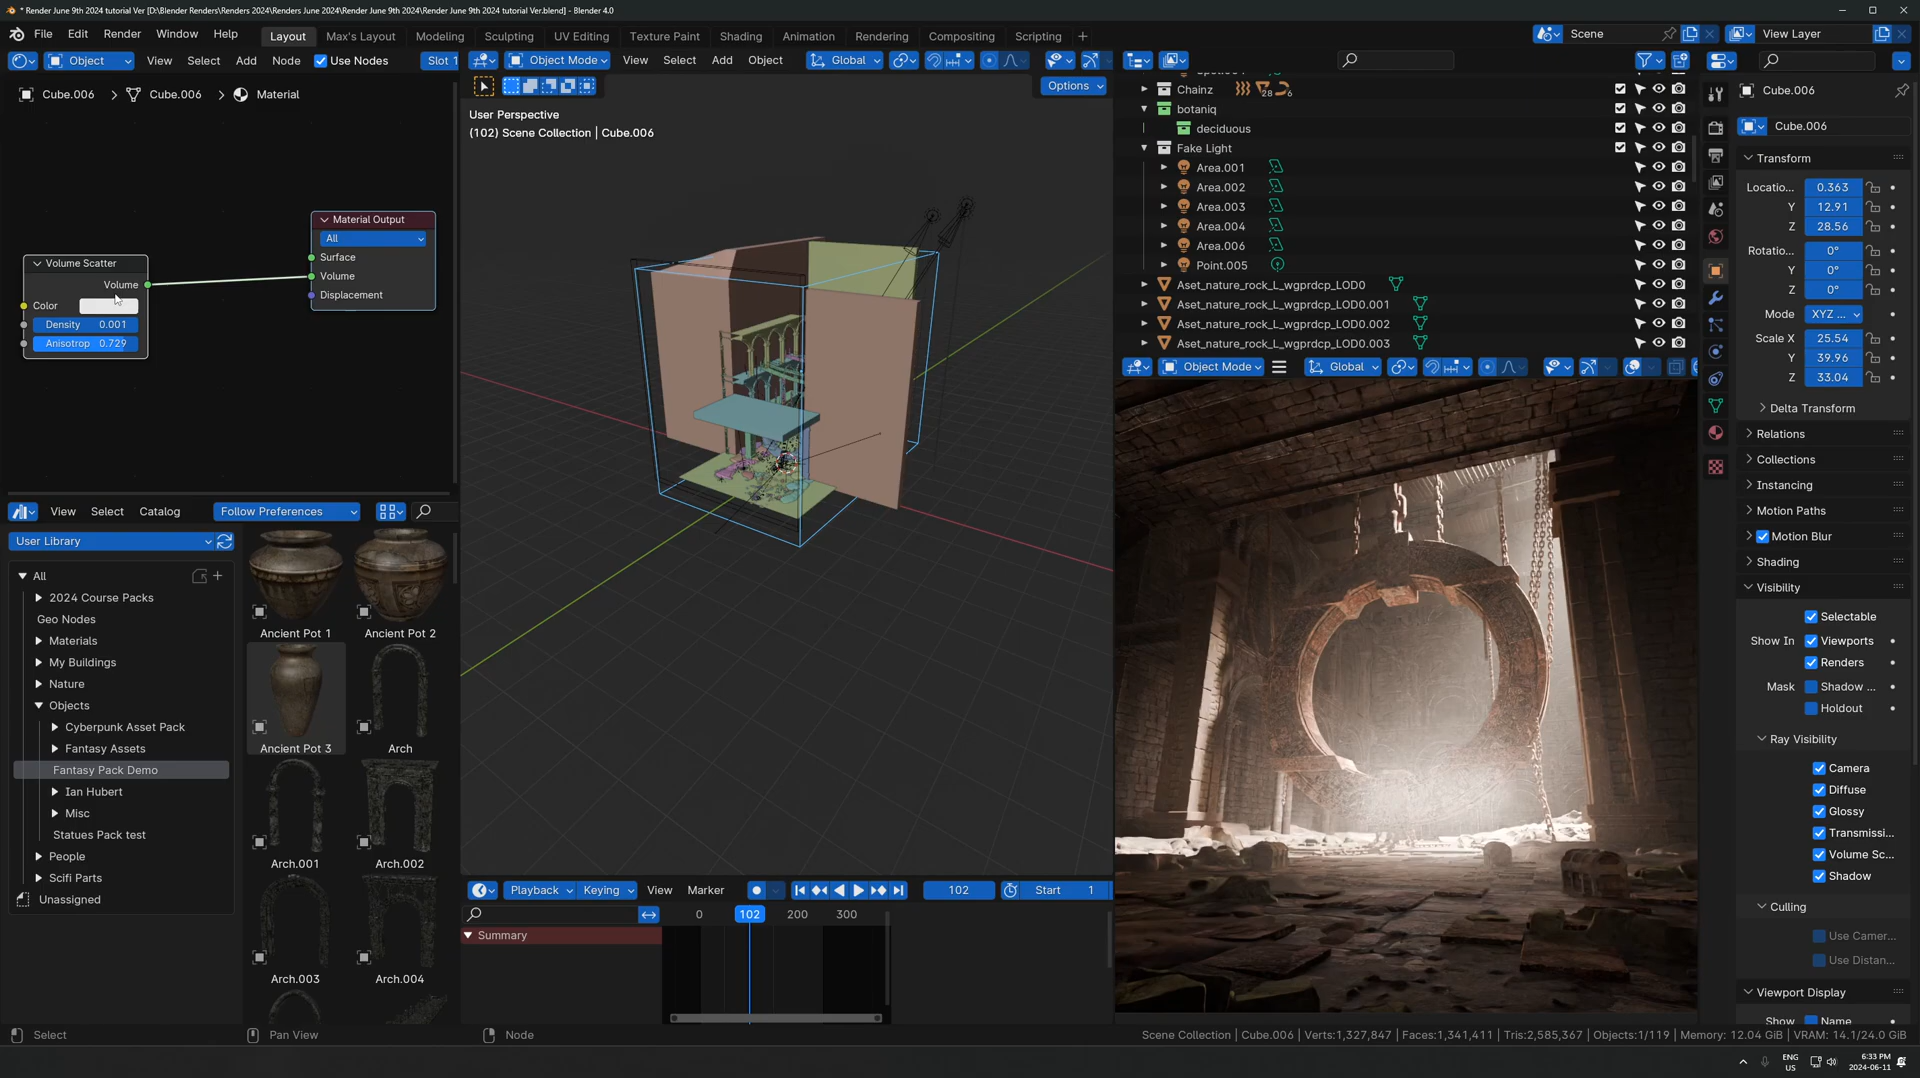 * Render June 9th 2024 tutorial Ver [D:\Blender Renders\Renders 2024\Renders June 2024\Render June 9th 2024\Render June 9th 2024 tutorial Ver.blend] - Blender 4.0
File Edit Render Window Help
Layout Max's Layout Modeling Sculpting UV Editing Texture Paint Shading Animation Rendering Compositing Scripting +
Scene
View Layer
Object View Select Add Node Use Nodes Slot 1
Object Mode View Select Add Object Global
Options
Cube.006 > Cube.006 > Material
User Perspective
(102) Scene Collection | Cube.006
Material Output
All
Surface
Volume
Displacement
Volume Scatter
Volume
Color
Density 0.001
Anisotrop 0.729
View Select Catalog Follow Preferences
User Library
All
2024 Course Packs
Geo Nodes
Materials
My Buildings
Nature
Objects
Cyberpunk Asset Pack
Fantasy Assets
Fantasy Pack Demo
Ian Hubert
Misc
Statues Pack test
People
Scifi Parts
Unassigned
Ancient Pot 1
Ancient Pot 2
Ancient Pot 3
Arch
Arch.001
Arch.002
Arch.003
Arch.004
Playback Keying View Marker 102 Start 1
0 102 200 300
Summary
Chainz 28 6
botaniq
deciduous
Fake Light
Area.001
Area.002
Area.003
Area.004
Area.006
Point.005
Aset_nature_rock_L_wgprdcp_LOD0
Aset_nature_rock_L_wgprdcp_LOD0.001
Aset_nature_rock_L_wgprdcp_LOD0.002
Aset_nature_rock_L_wgprdcp_LOD0.003
Object Mode Global
Cube.006
Cube.006
Transform
Locatio... 0.363
Y 12.91
Z 28.56
Rotatio... 0°
Y 0°
Z 0°
Mode XYZ ...
Scale X 25.54
Y 39.96
Z 33.04
Delta Transform
Relations
Collections
Instancing
Motion Paths
Motion Blur
Shading
Visibility
Selectable
Show In Viewports
Renders
Mask Shadow ...
Holdout
Ray Visibility
Camera
Diffuse
Glossy
Transmissi...
Volume Sc...
Shadow
Culling
Use Camer...
Use Distan...
Viewport Display
Show Name
Select Pan View Node
Scene Collection | Cube.006 | Verts:1,327,847 | Faces:1,341,411 | Tris:2,585,367 | Objects:1/119 | Memory: 12.04 GiB | VRAM: 14.1/24.0 GiB
ENG
US
6:33 PM
2024-06-11